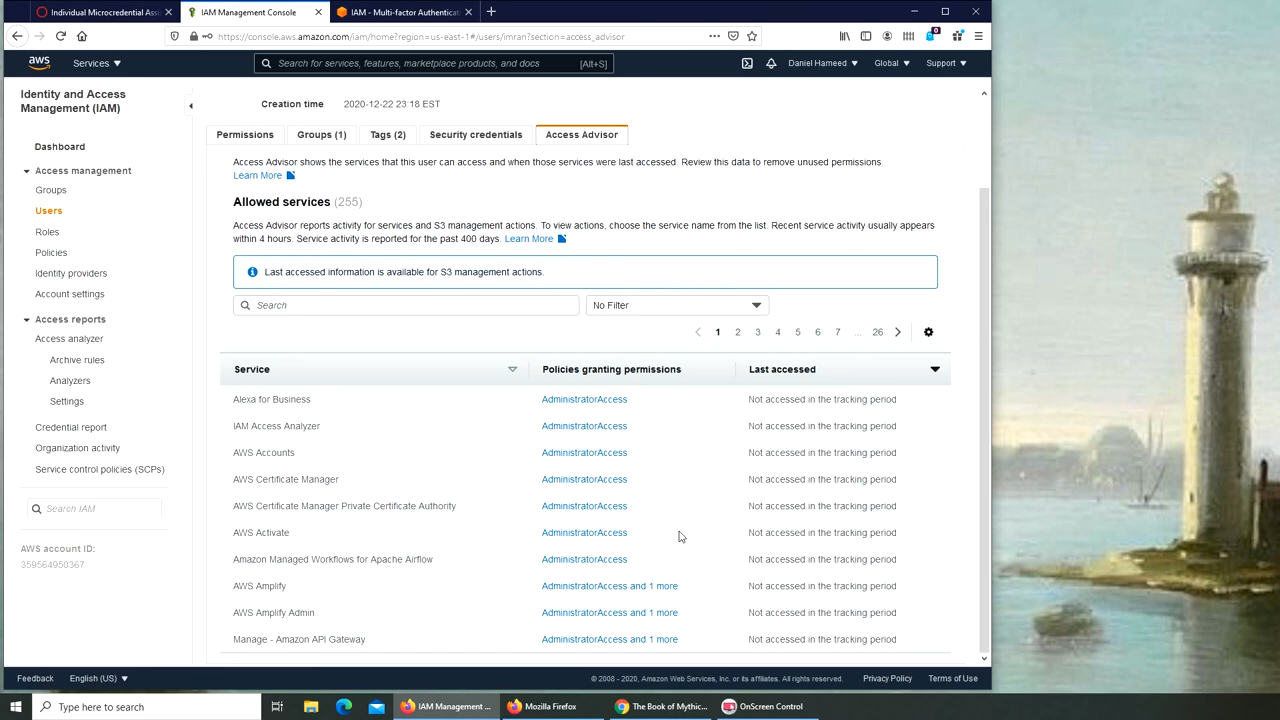 Individual Microcredential Ass
IAM Management Console
IAM - Multi-factor Authenticat
https://console.aws.amazon.com/iam/home?region=us-east-1#/users/imran?section=access_advisor
aws
Services
Search for services, features, marketplace products, and docs
[Alt+S]
Daniel Hameed
Global
Support
Identity and Access
Management (IAM)
Dashboard
Access management
Groups
Users
Roles
Policies
Identity providers
Account settings
Access reports
Access analyzer
Archive rules
Analyzers
Settings
Credential report
Organization activity
Service control policies (SCPs)
Search IAM
AWS account ID:
359564950367
Creation time 2020-12-22 23:18 EST
Permissions Groups (1) Tags (2) Security credentials Access Advisor
Access Advisor shows the services that this user can access and when those services were last accessed. Review this data to remove unused permissions.
Learn More
Allowed services (255)
Access Advisor reports activity for services and S3 management actions. To view actions, choose the service name from the list. Recent service activity usually appears
within 4 hours. Service activity is reported for the past 400 days. Learn More
Last accessed information is available for S3 management actions.
Search
No Filter
1 2 3 4 5 6 7 ... 26
Service Policies granting permissions Last accessed
Alexa for Business AdministratorAccess Not accessed in the tracking period
IAM Access Analyzer AdministratorAccess Not accessed in the tracking period
AWS Accounts AdministratorAccess Not accessed in the tracking period
AWS Certificate Manager AdministratorAccess Not accessed in the tracking period
AWS Certificate Manager Private Certificate Authority AdministratorAccess Not accessed in the tracking period
AWS Activate AdministratorAccess Not accessed in the tracking period
Amazon Managed Workflows for Apache Airflow AdministratorAccess Not accessed in the tracking period
AWS Amplify AdministratorAccess and 1 more Not accessed in the tracking period
AWS Amplify Admin AdministratorAccess and 1 more Not accessed in the tracking period
Manage - Amazon API Gateway AdministratorAccess and 1 more Not accessed in the tracking period
Feedback English (US)
© 2008 - 2020, Amazon Web Services, Inc. or its affiliates. All rights reserved. Privacy Policy Terms of Use
Type here to search
IAM Management ...
Mozilla Firefox
The Book of Mythic...
OnScreen Control